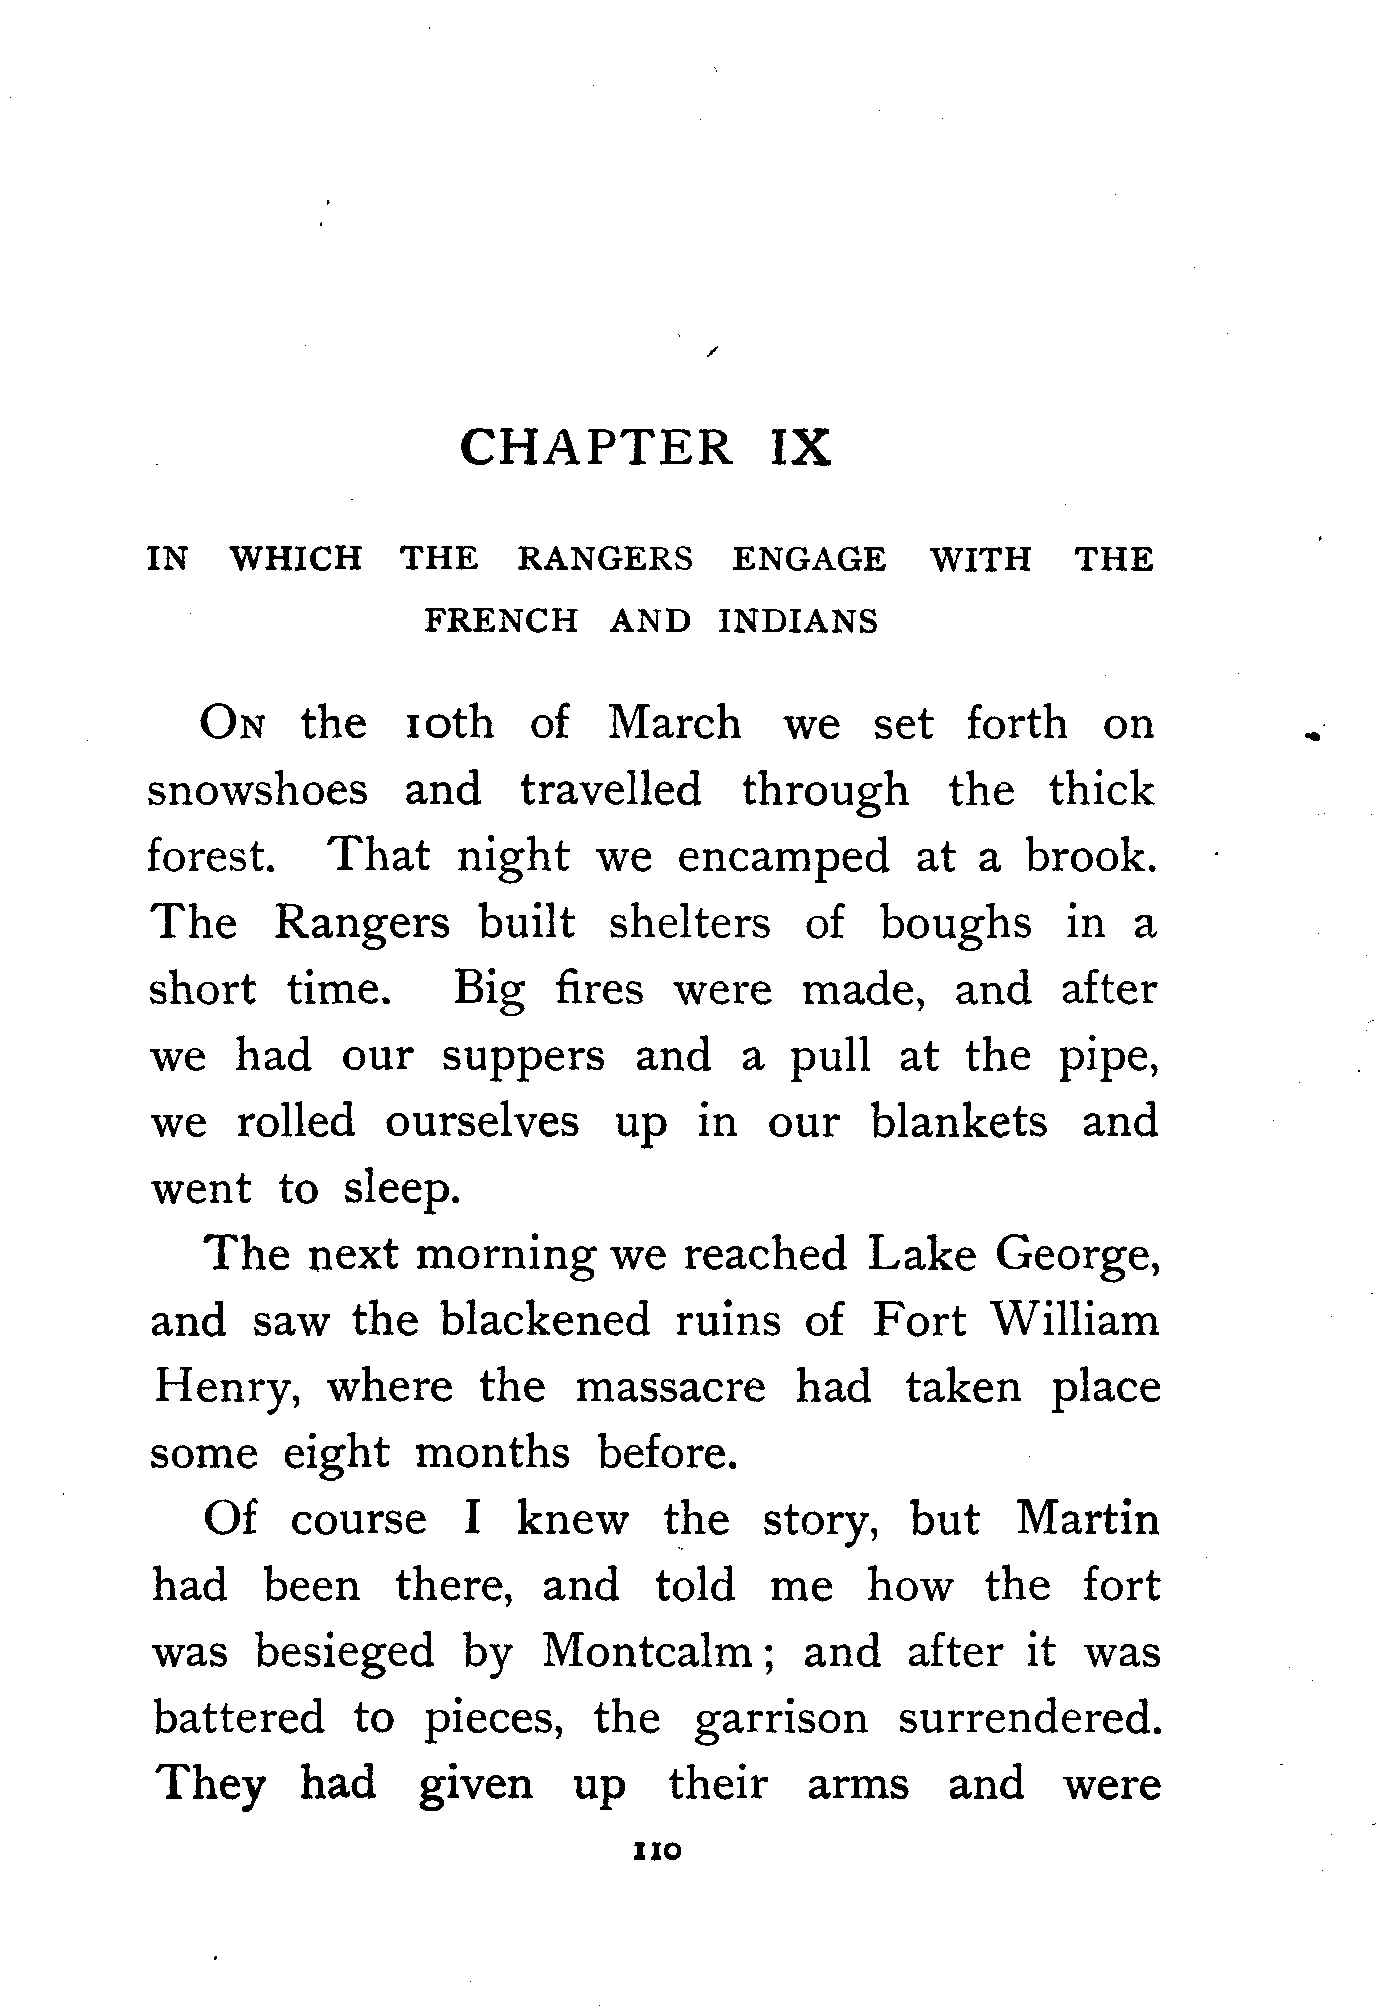 CHAPTER IX
IN WHICH THE RANGERS ENGAGE WITH THE
FRENCH AND INDIANS
ON the 10th of March we set forth on
snowshoes and travelled through the thick
forest. That night we encamped at a brook.
The Rangers built shelters of boughs in a
short time. Big fires were made, and after
we had our suppers and a pull at the pipe,
we rolled ourselves up in our blankets and
went to sleep.
The next morning we reached Lake George,
and saw the blackened ruins of Fort William
Henry, where the massacre had taken place
some eight months before.
Of course I knew the story, but Martin
had been there, and told me how the fort
was besieged by Montcalm; and after it was
battered to pieces, the garrison surrendered.
They had given up their arms and were
110